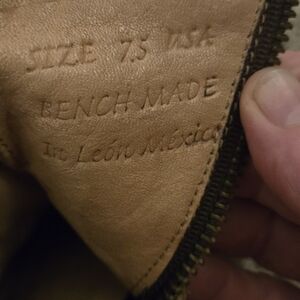 SIZE 7.5 USA
BENCH MADE
In León México